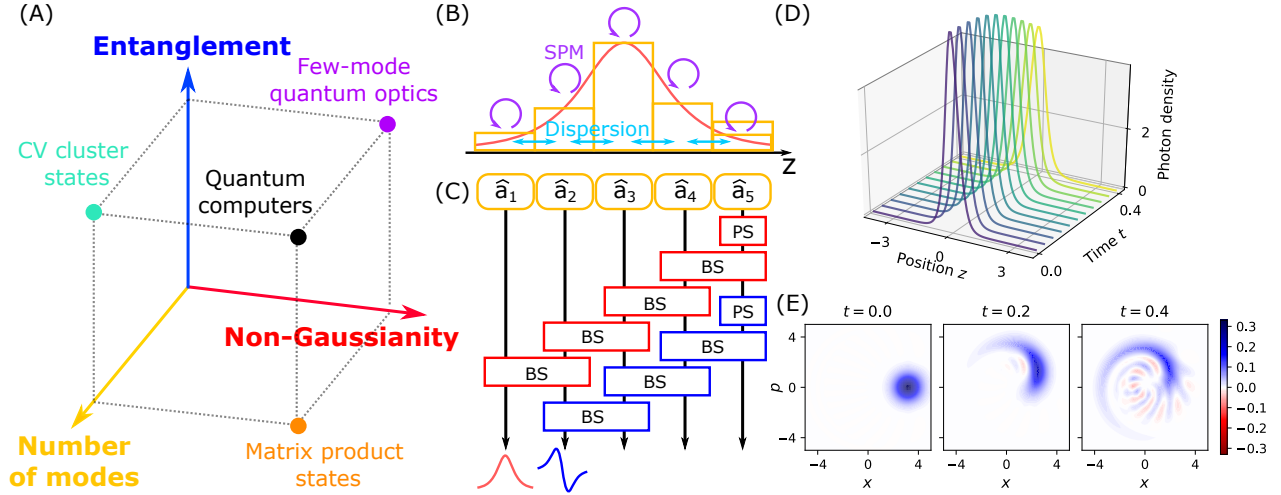 (A)
Entanglement
Few-mode
quantum optics
CV cluster
states
Quantum
computers
Non-Gaussianity
Number
of modes
Matrix product
states
(B)
SPM
Dispersion
z
(C)
â1
â2
â3
â4
â5
PS
BS
BS
PS
BS
BS
BS
BS
BS
(D)
Photon density
2
0
−3
0
3
Position z
0.0
0.4
Time t
(E)
t = 0.0
t = 0.2
t = 0.4
p
4
0
−4
−4
0
4
x
−4
0
4
x
−4
0
4
x
0.3
0.2
0.1
0.0
−0.1
−0.2
−0.3